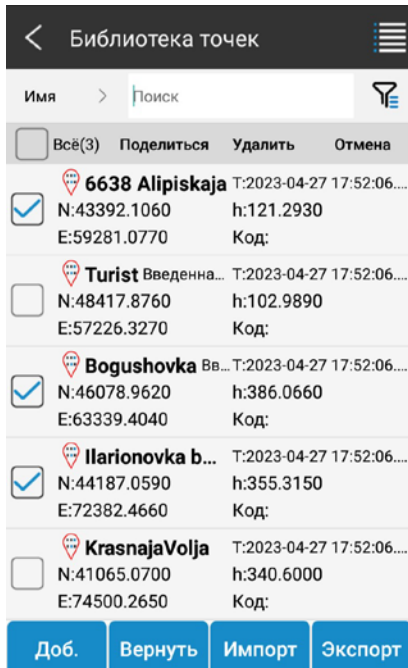 Библиотека точек
Имя > Поиск
Всё(3) Поделиться Удалить Отмена
6638 Alipiskaja T:2023-04-27 17:52:06....
N:43392.1060 h:121.2930
E:59281.0770 Код:
Turist Введенна... T:2023-04-27 17:52:06....
N:48417.8760 h:102.9890
E:57226.3270 Код:
Bogushovka Вв... T:2023-04-27 17:52:06....
N:46078.9620 h:386.0660
E:63339.4040 Код:
Ilarionovka b... T:2023-04-27 17:52:06....
N:44187.0590 h:355.3150
E:72382.4660 Код:
KrasnajaVolja T:2023-04-27 17:52:06....
N:41065.0700 h:340.6000
E:74500.2650 Код:
Доб. Вернуть Импорт Экспорт